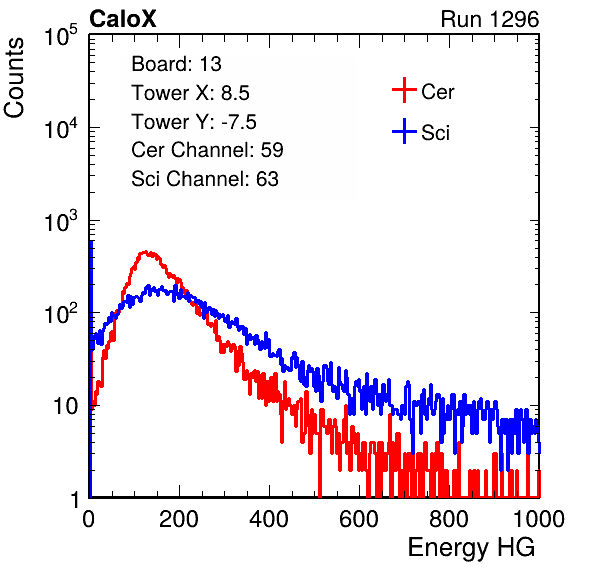 CaloX Run 1296
Counts
10^5
10^4
10^3
10^2
10
1
Board: 13
Tower X: 8.5
Tower Y: -7.5
Cer Channel: 59
Sci Channel: 63
Cer
Sci
0 200 400 600 800 1000
Energy HG